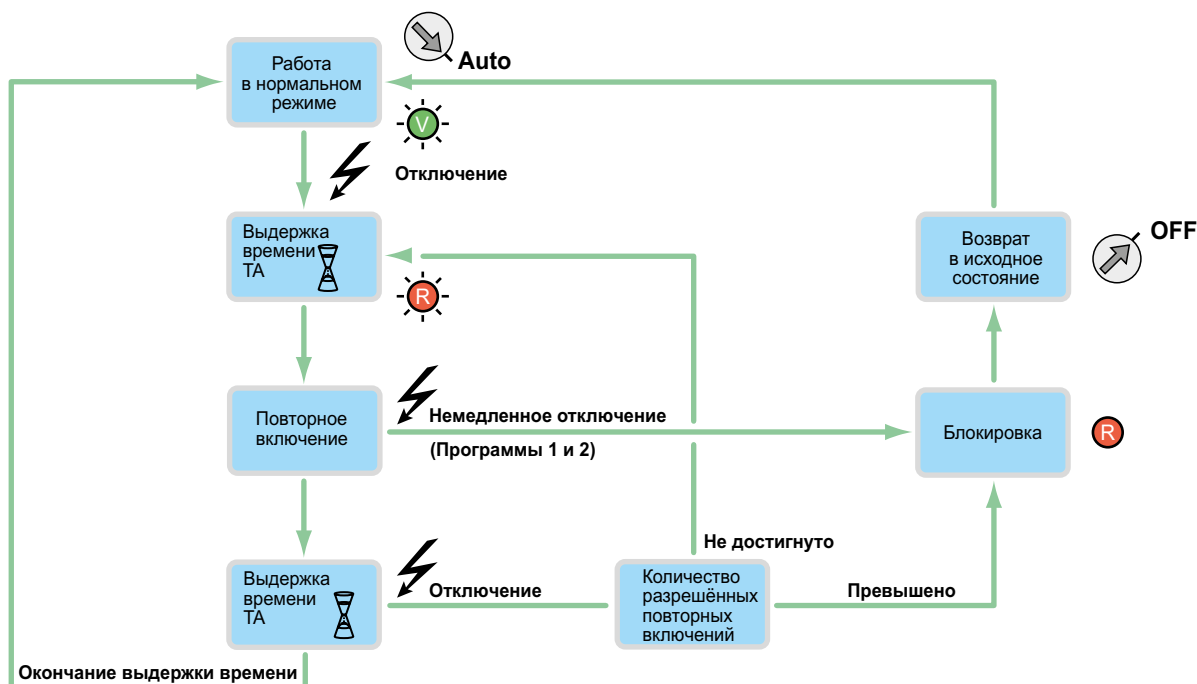 Работа
в нормальном
режиме
Auto
V
Отключение
Выдержка
времени
ТА
R
Возврат
в исходное
состояние
OFF
Повторное
включение
Немедленное отключение
(Программы 1 и 2)
Блокировка
R
Не достигнуто
Выдержка
времени
ТА
Отключение
Количество
разрешённых
повторных
включений
Превышено
Окончание выдержки времени